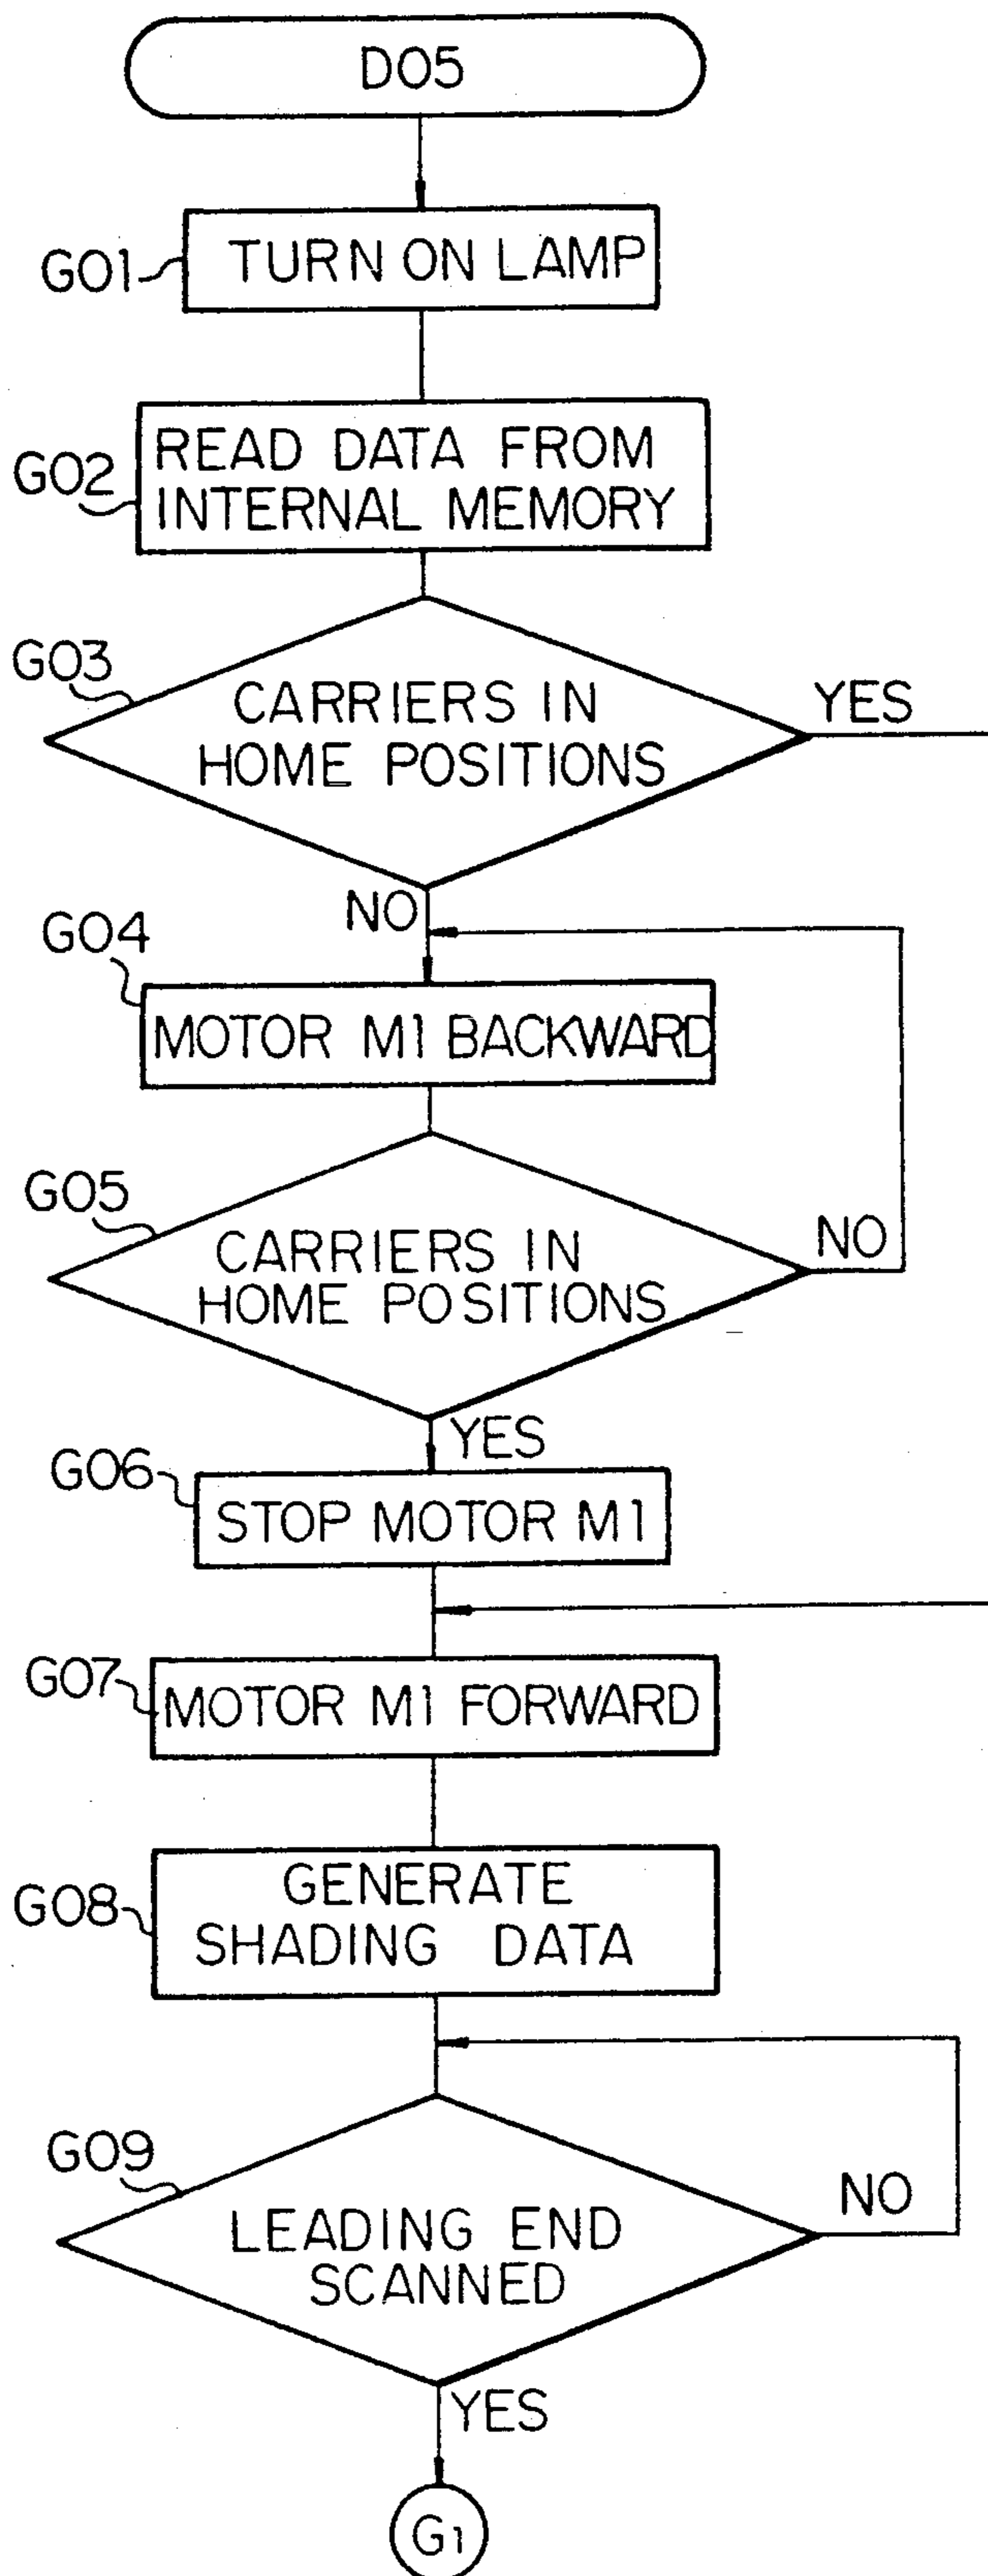 D05
G01
TURN ON LAMP
G02
READ DATA FROM
INTERNAL MEMORY
G03
CARRIERS IN
HOME POSITIONS
YES
NO
G04
MOTOR M1 BACKWARD
G05
CARRIERS IN
HOME POSITIONS
NO
YES
G06
STOP MOTOR M1
G07
MOTOR M1 FORWARD
G08
GENERATE
SHADING DATA
G09
LEADING END
SCANNED
NO
YES
G1